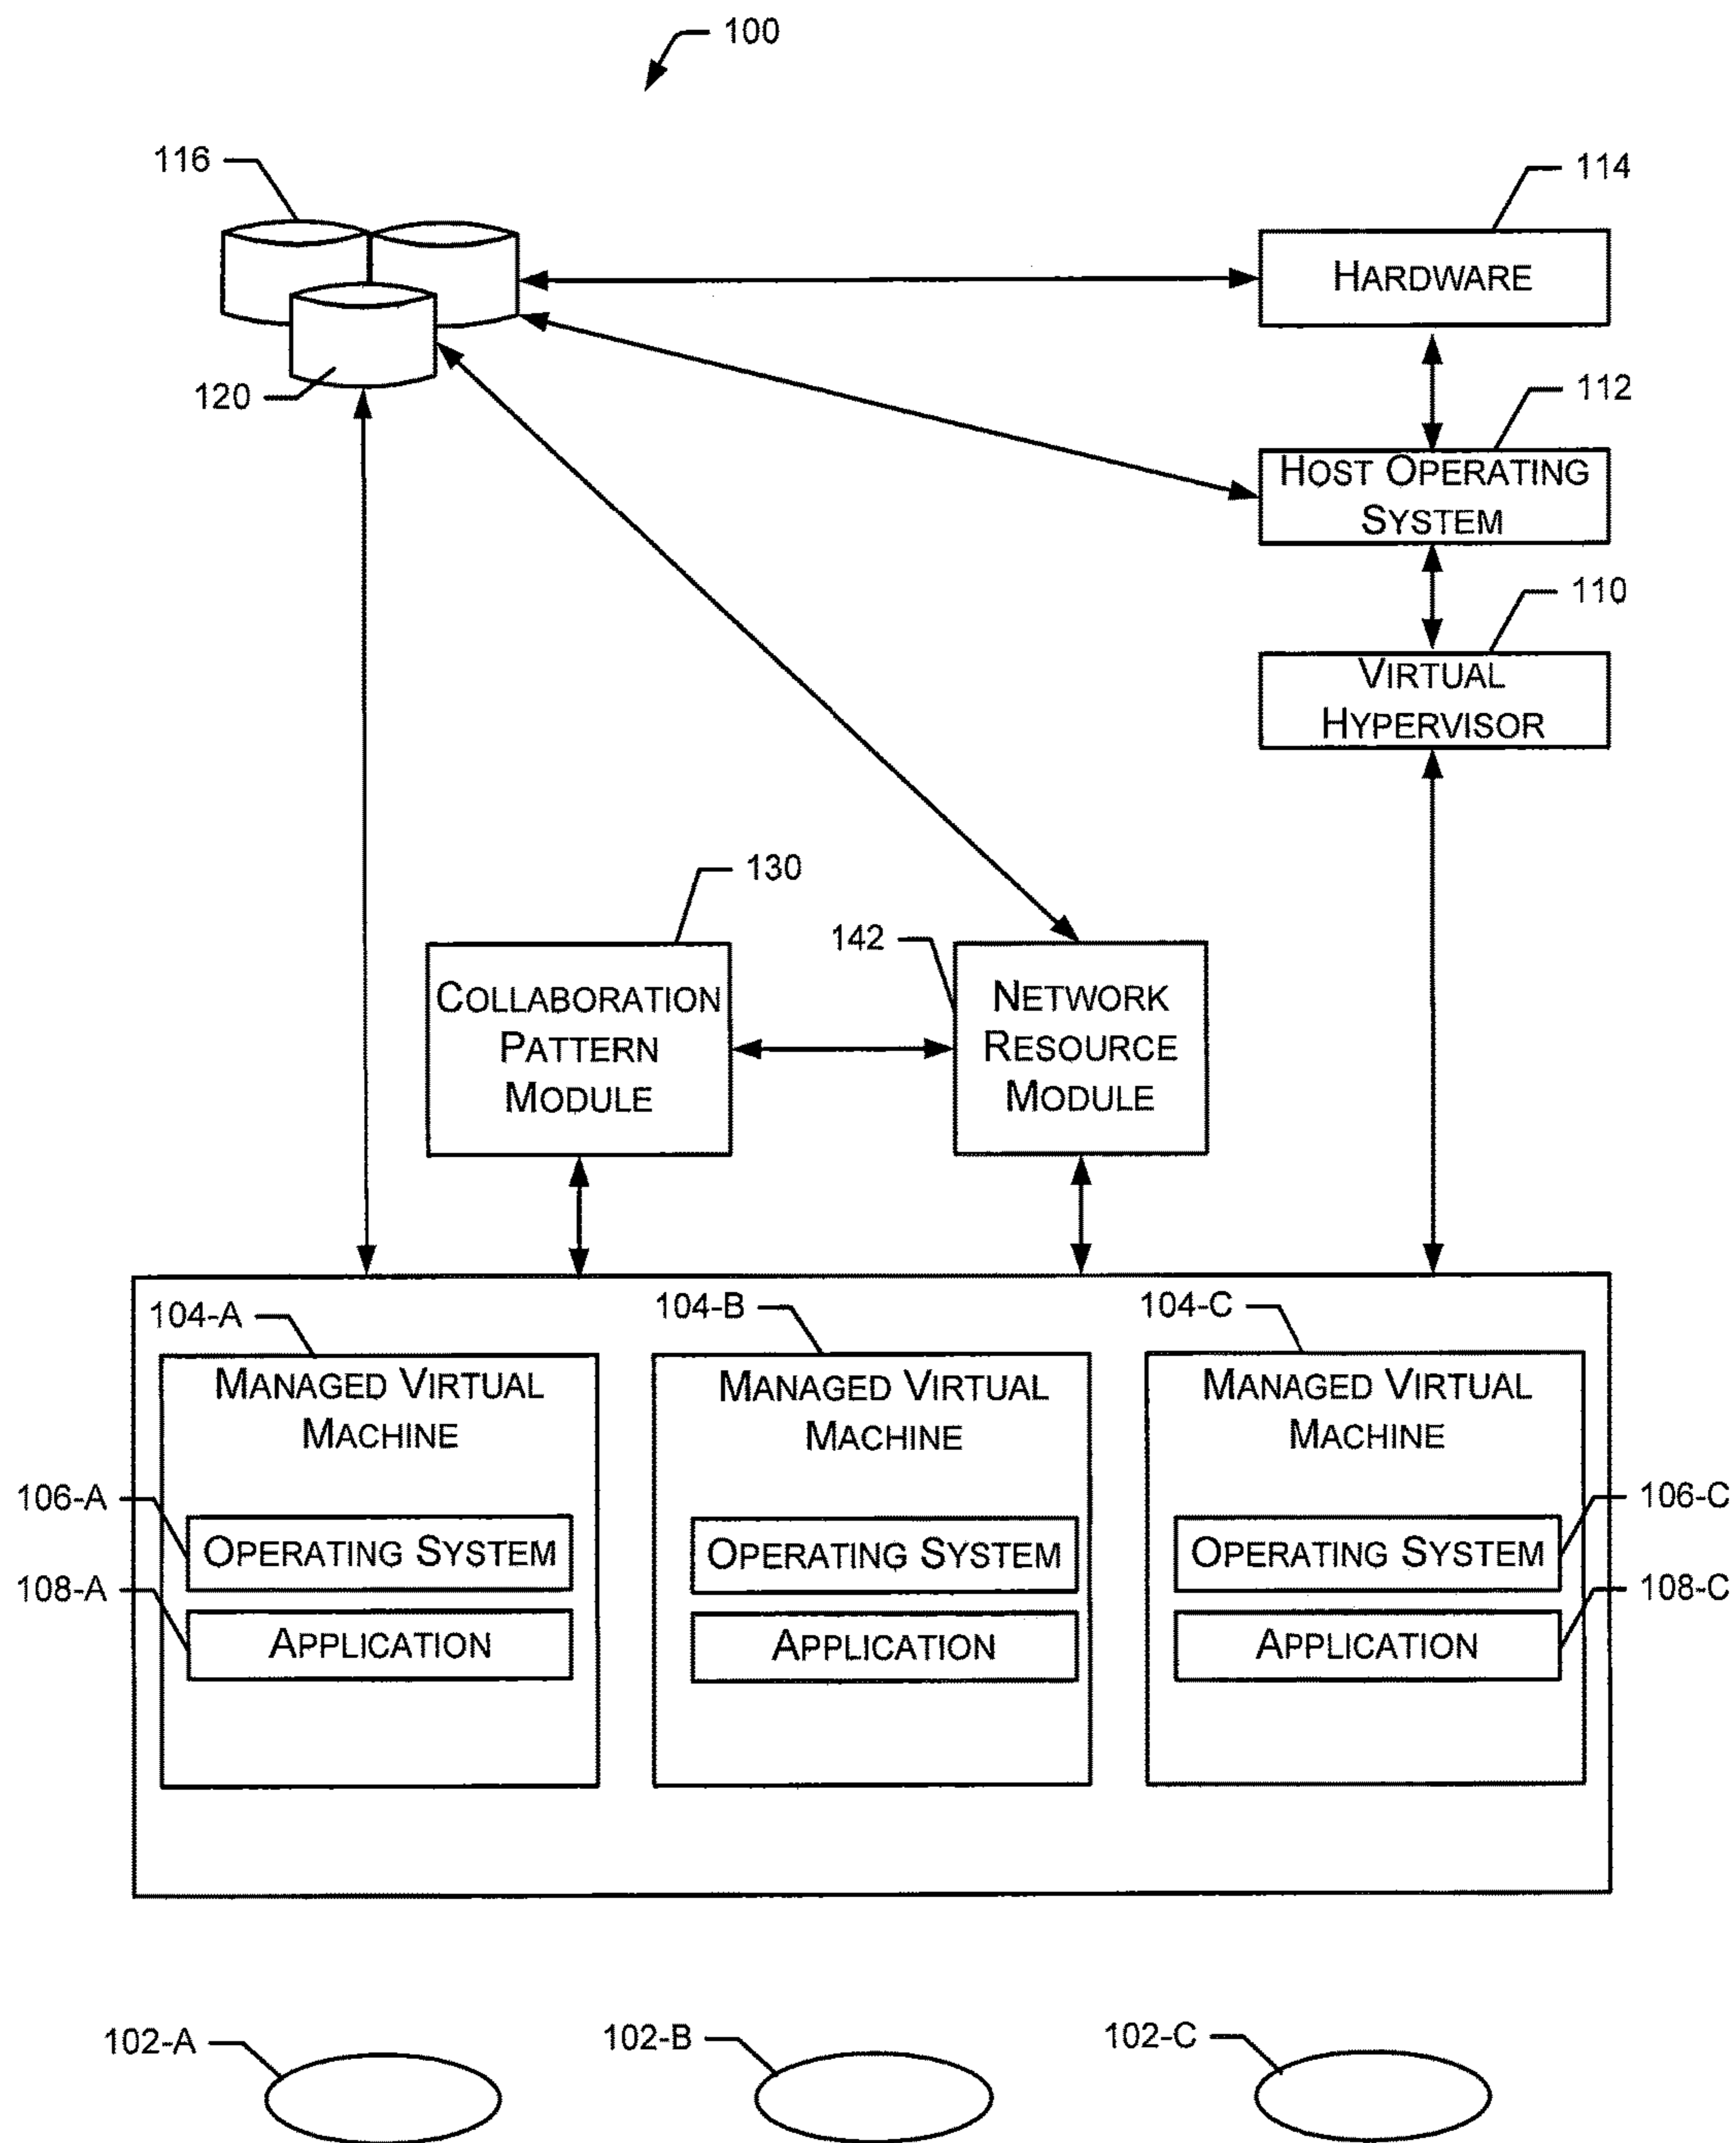 100
116
114
HARDWARE
120
112
HOST OPERATING
SYSTEM
110
VIRTUAL
HYPERVISOR
130
142
COLLABORATION
PATTERN
MODULE
NETWORK
RESOURCE
MODULE
104-A
104-B
104-C
MANAGED VIRTUAL
MACHINE
MANAGED VIRTUAL
MACHINE
MANAGED VIRTUAL
MACHINE
106-A
OPERATING SYSTEM
OPERATING SYSTEM
OPERATING SYSTEM
106-C
108-A
APPLICATION
APPLICATION
APPLICATION
108-C
102-A
102-B
102-C